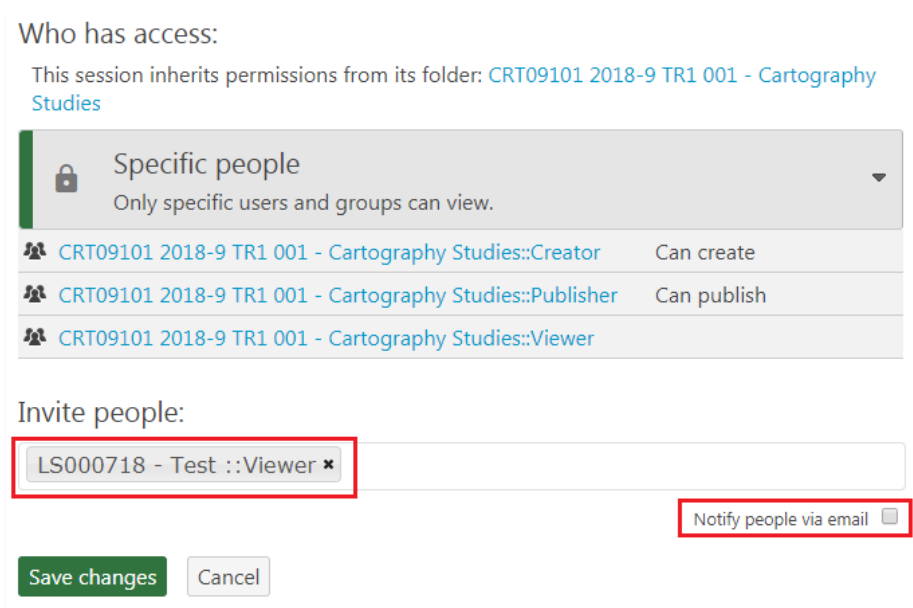 Who has access:
This session inherits permissions from its folder: CRT09101 2018-9 TR1 001 - Cartography
Studies
Specific people
Only specific users and groups can view.
CRT09101 2018-9 TR1 001 - Cartography Studies::Creator Can create
CRT09101 2018-9 TR1 001 - Cartography Studies::Publisher Can publish
CRT09101 2018-9 TR1 001 - Cartography Studies::Viewer
Invite people:
LS000718 - Test ::Viewer ×
Notify people via email
Save changes Cancel